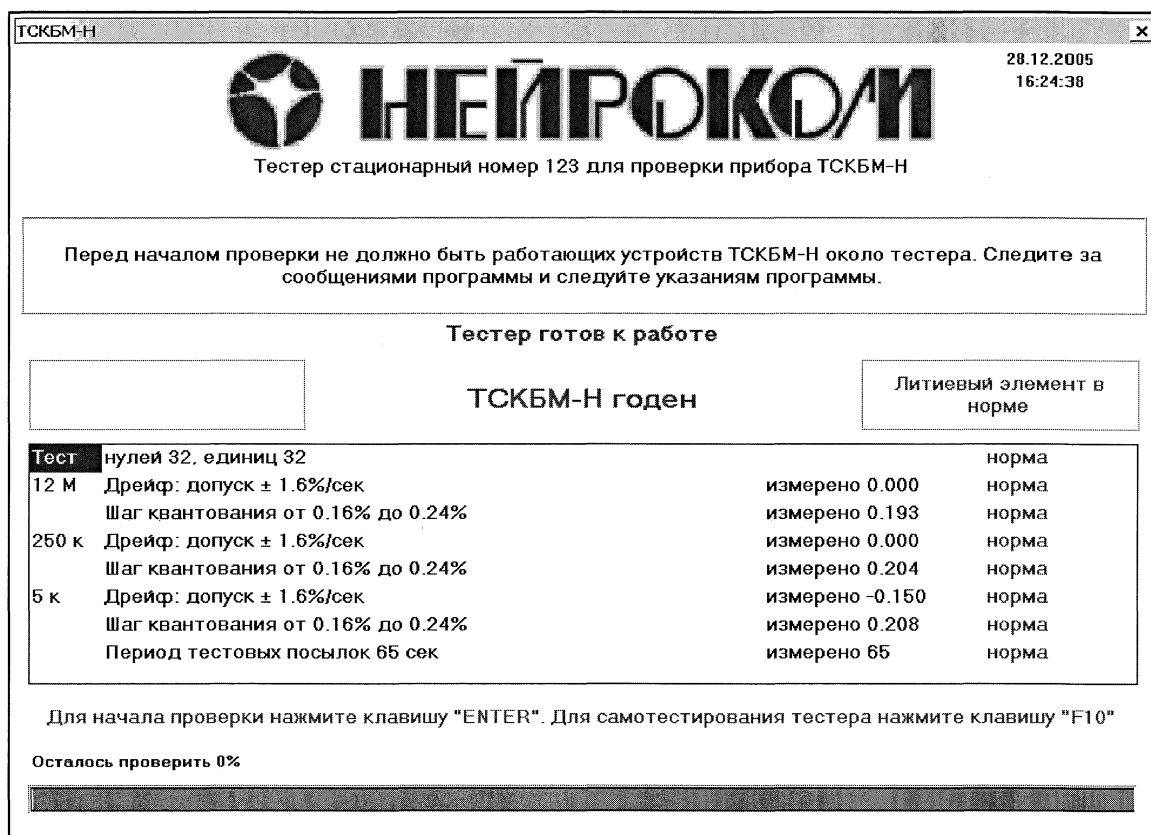 ТСКБМ-Н
28.12.2005
16:24:38
НЕЙРОКОМ
Тестер стационарный номер 123 для проверки прибора ТСКБМ-Н
Перед началом проверки не должно быть работающих устройств ТСКБМ-Н около тестера. Следите за
сообщениями программы и следуйте указаниям программы.
Тестер готов к работе
ТСКБМ-Н годен
Литиевый элемент в
норме
Тест нулей 32, единиц 32 норма
12 М Дрейф: допуск ± 1.6%/сек измерено 0.000 норма
Шаг квантования от 0.16% до 0.24% измерено 0.193 норма
250 к Дрейф: допуск ± 1.6%/сек измерено 0.000 норма
Шаг квантования от 0.16% до 0.24% измерено 0.204 норма
5 к Дрейф: допуск ± 1.6%/сек измерено -0.150 норма
Шаг квантования от 0.16% до 0.24% измерено 0.208 норма
Период тестовых посылок 65 сек измерено 65 норма
Для начала проверки нажмите клавишу "ENTER". Для самотестирования тестера нажмите клавишу "F10"
Осталось проверить 0%